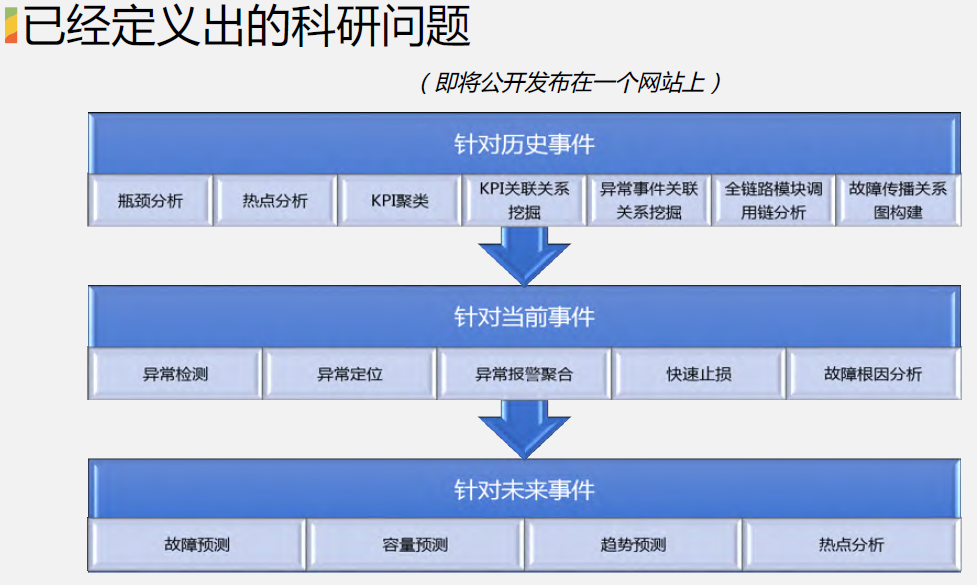 已经定义出的科研问题
（即将公开发布在一个网站上）
针对历史事件
瓶颈分析
热点分析
KPI聚类
KPI关联关系
挖掘
异常事件关联
关系挖掘
全链路模块调
用链分析
故障传播关系
图构建
针对当前事件
异常检测
异常定位
异常报警聚合
快速止损
故障根因分析
针对未来事件
故障预测
容量预测
趋势预测
热点分析